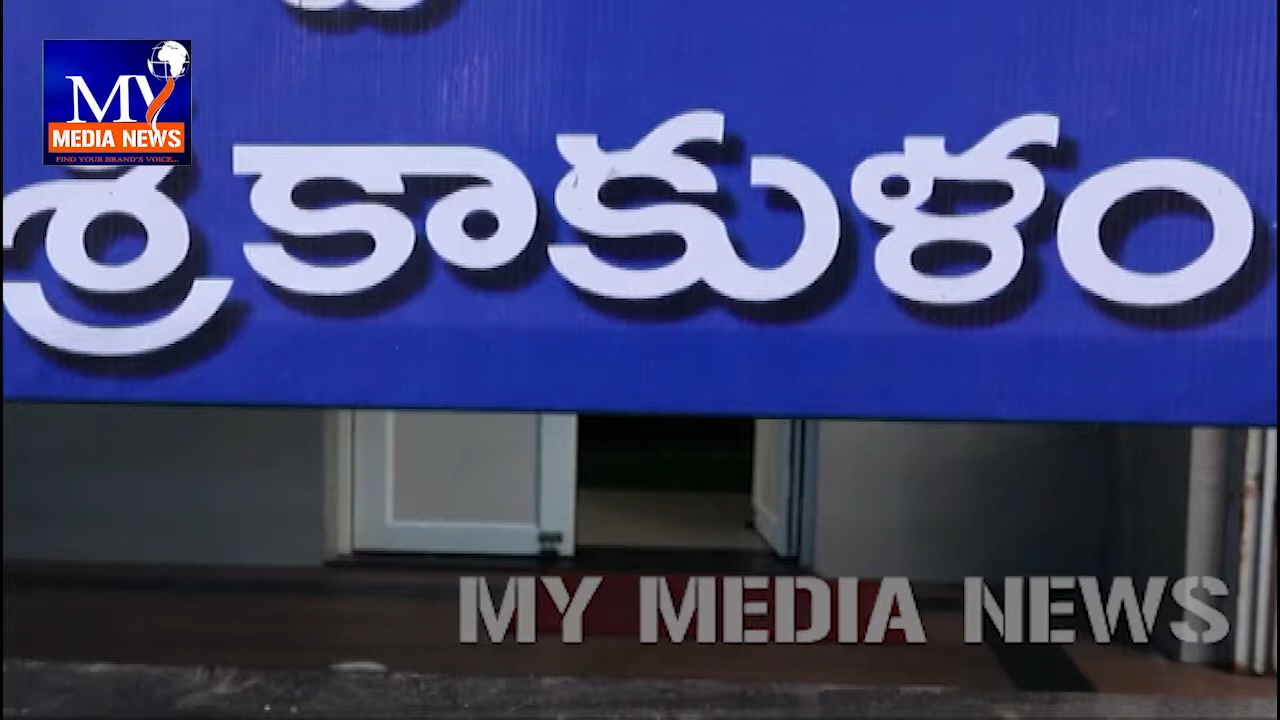 MY
MEDIA NEWS
FIND YOUR BRAND'S VOICE...
శ్రీకాకుళం
MY MEDIA NEWS